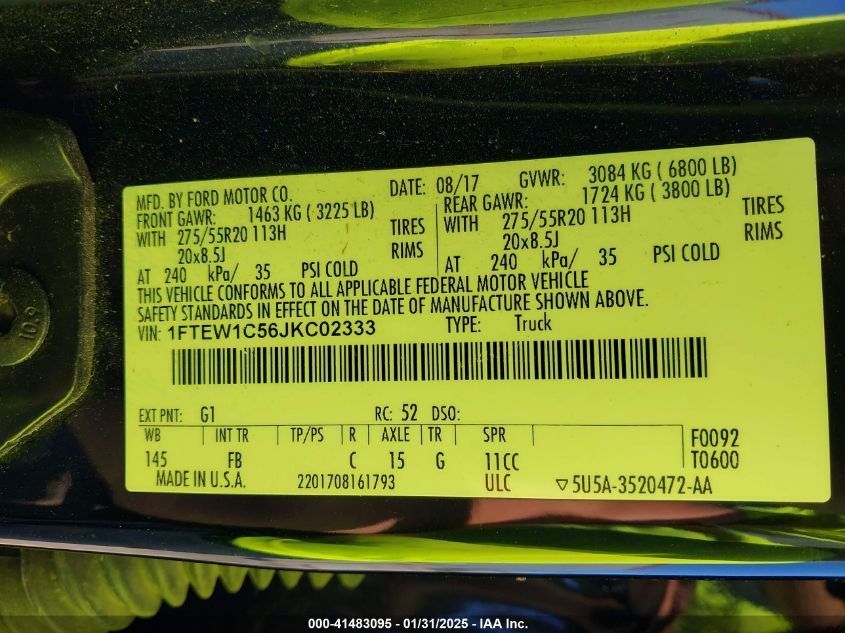 MFD. BY FORD MOTOR CO. DATE: 08/17 GVWR: 3084 KG ( 6800 LB)
FRONT GAWR: 1463 KG ( 3225 LB) REAR GAWR: 1724 KG ( 3800 LB)
WITH 275/55R20 113H TIRES WITH 275/55R20 113H TIRES
20x8.5J RIMS 20x8.5J RIMS
AT 240 kPa/ 35 PSI COLD AT 240 kPa/ 35 PSI COLD
THIS VEHICLE CONFORMS TO ALL APPLICABLE FEDERAL MOTOR VEHICLE
SAFETY STANDARDS IN EFFECT ON THE DATE OF MANUFACTURE SHOWN ABOVE.
VIN: 1FTEW1C56JKC02333 TYPE: Truck
EXT PNT: G1 RC: 52 DSO:
WB INT TR TP/PS R AXLE TR SPR F0092
145 FB C 15 G 11CC T0600
MADE IN U.S.A. 2201708161793 ULC ▽5U5A-3520472-AA
10.9
000-41483095 - 01/31/2025 - IAA Inc.